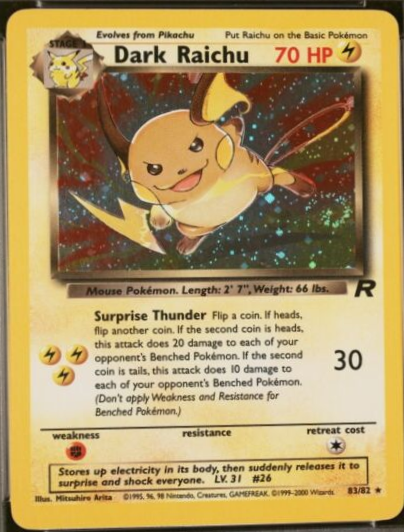 Evolves from Pikachu Put Raichu on the Basic Pokémon
STAGE 1
Dark Raichu 70 HP
Mouse Pokémon. Length: 2' 7", Weight: 66 lbs.
R
Surprise Thunder Flip a coin. If heads,
flip another coin. If the second coin is heads,
this attack does 20 damage to each of your
opponent's Benched Pokémon. If the second
coin is tails, this attack does 10 damage to
each of your opponent's Benched Pokémon.
(Don't apply Weakness and Resistance for
Benched Pokémon.)
30
weakness resistance retreat cost
Stores up electricity in its body, then suddenly releases it to
surprise and shock everyone. LV. 31 #26
Illus. Mitsuhiro Arita ©1995, 96, 98 Nintendo, Creatures, GAMEFREAK. ©1999-2000 Wizards. 83/82 ★